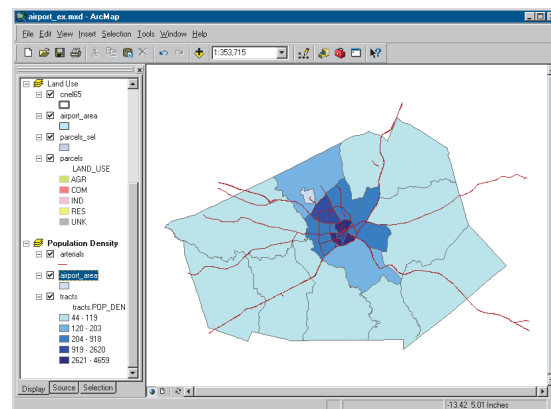 airport_ex.mxd - ArcMap
File Edit View Insert Selection Tools Window Help
1:353,715
Land Use
cnel65
airport_area
parcels_sel
parcels
LAND_USE
AGR
COM
IND
RES
UNK
Population Density
arterials
airport_area
tracts
tracts.POP_DEN
44 - 119
120 - 203
204 - 918
919 - 2620
2621 - 4659
Display Source Selection
-13.42 5.01 Inches